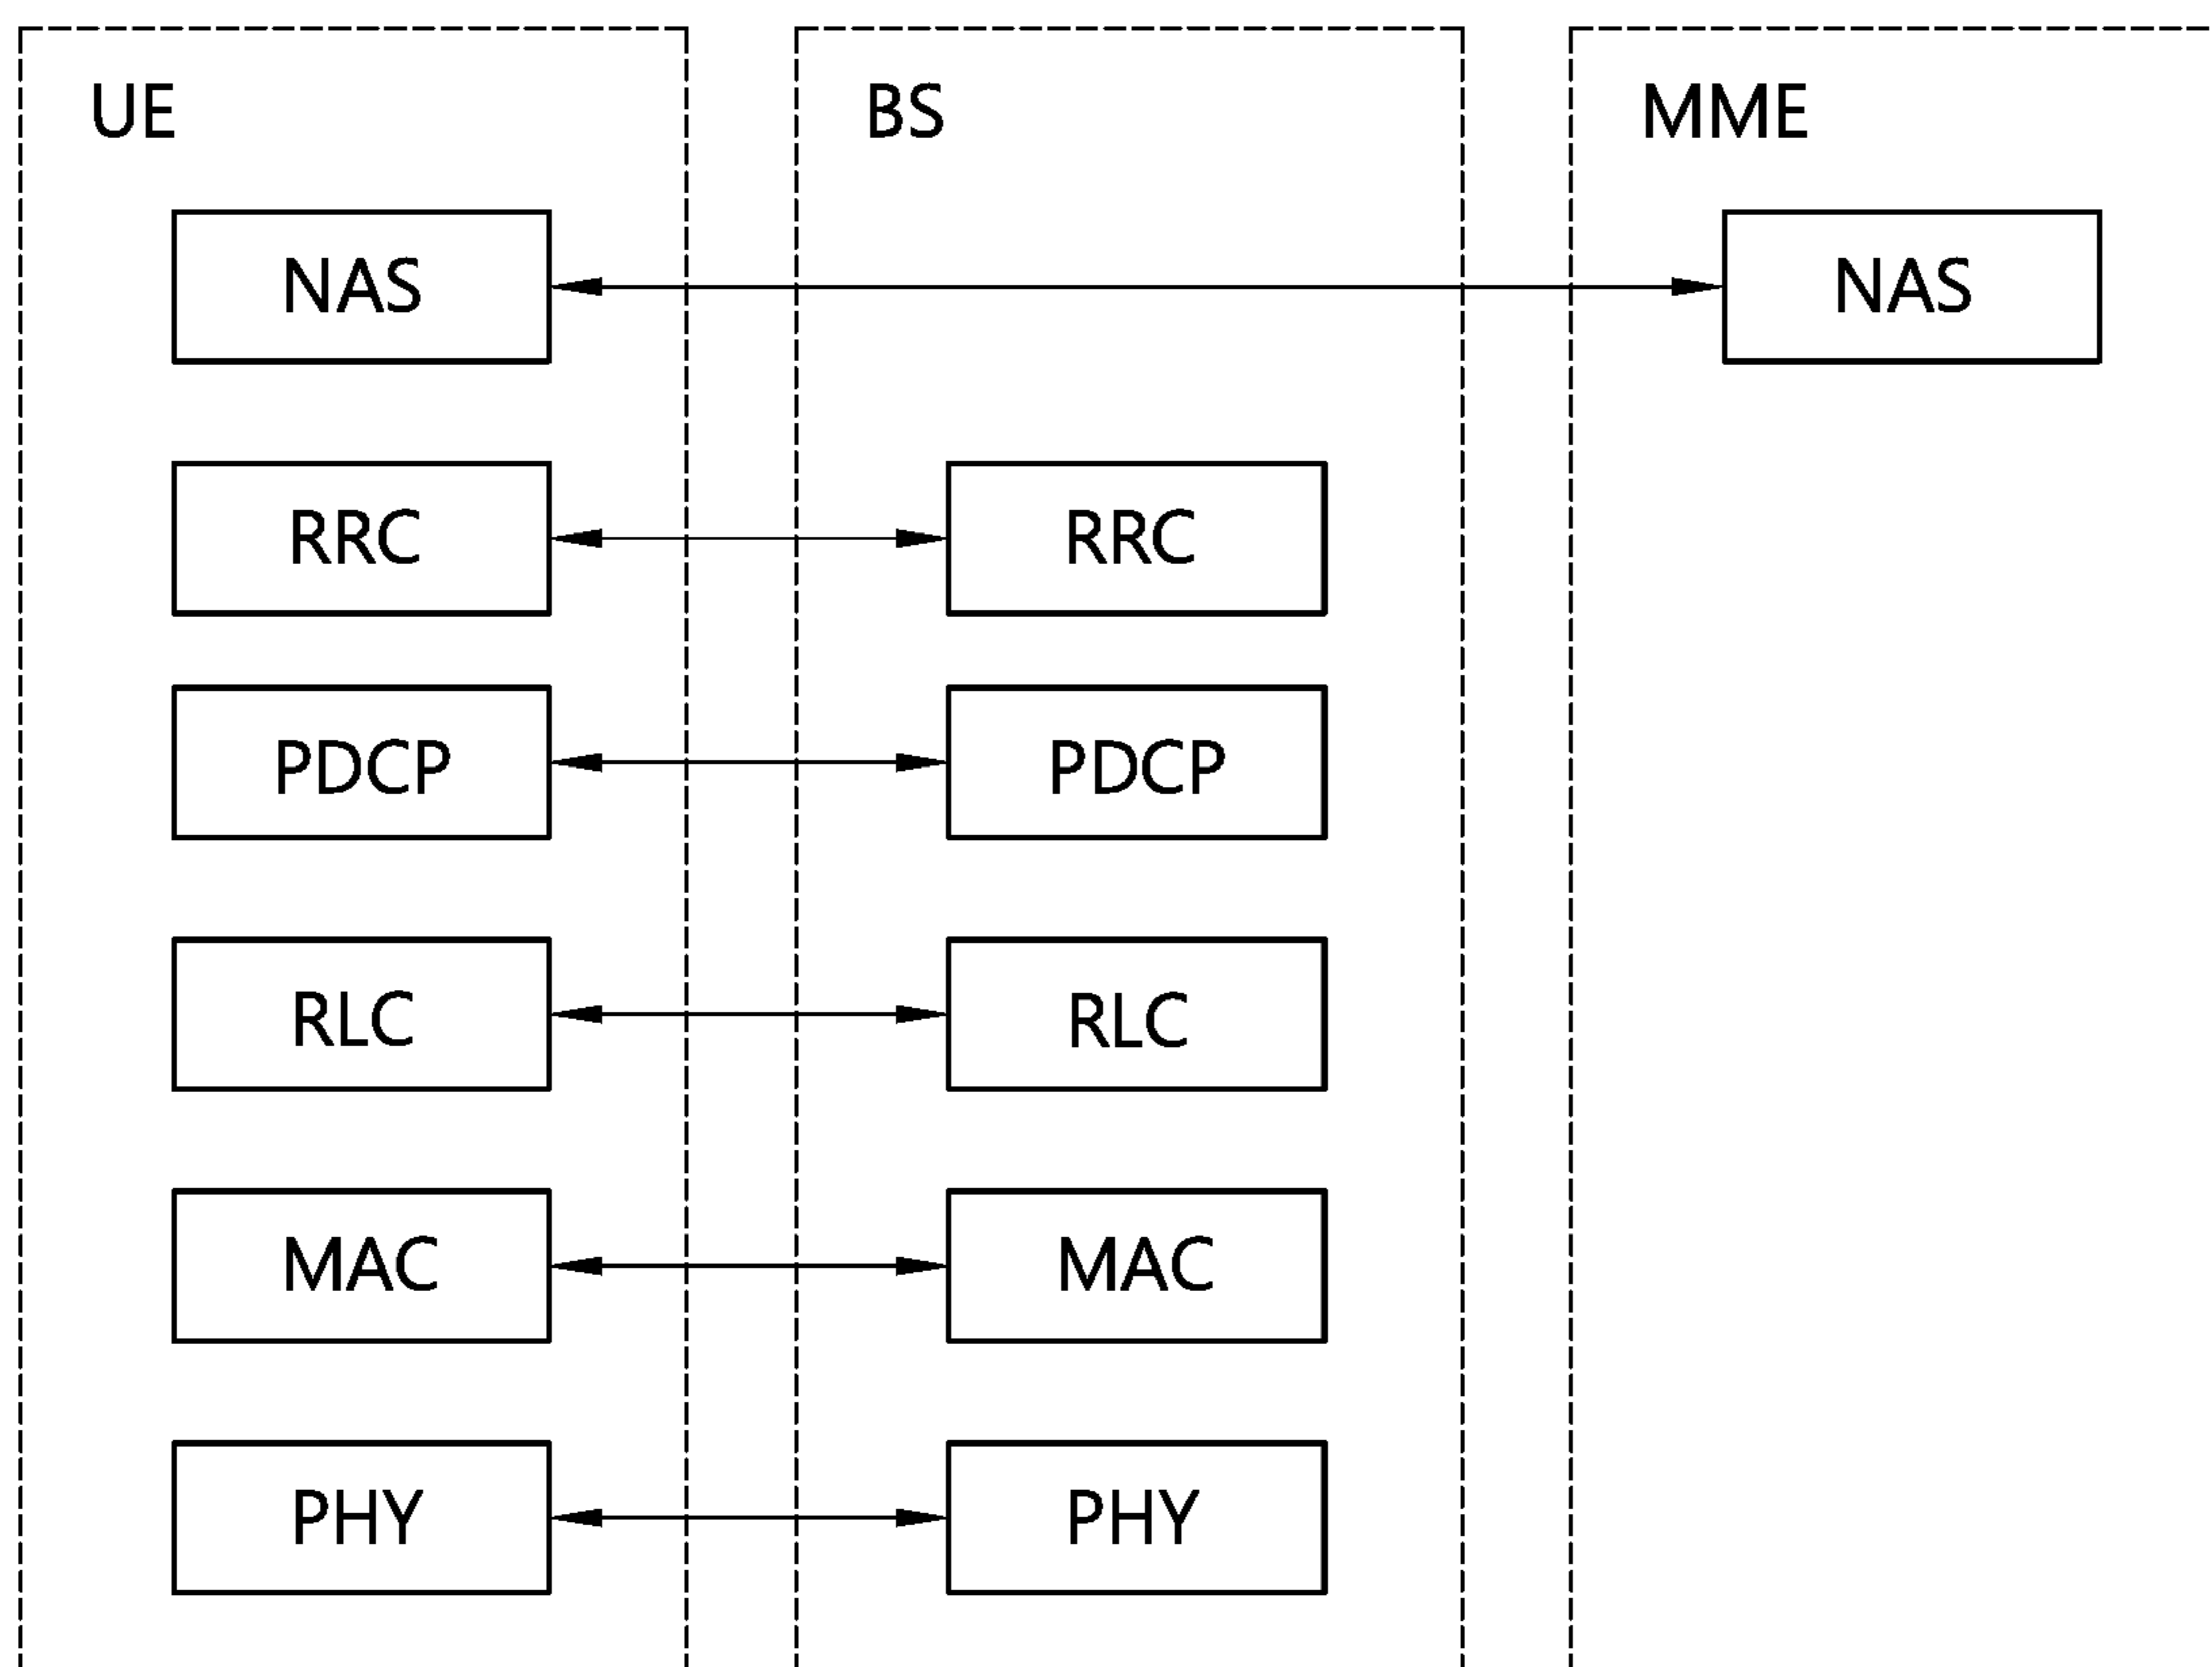 UE
BS
MME
NAS
NAS
RRC
RRC
PDCP
PDCP
RLC
RLC
MAC
MAC
PHY
PHY